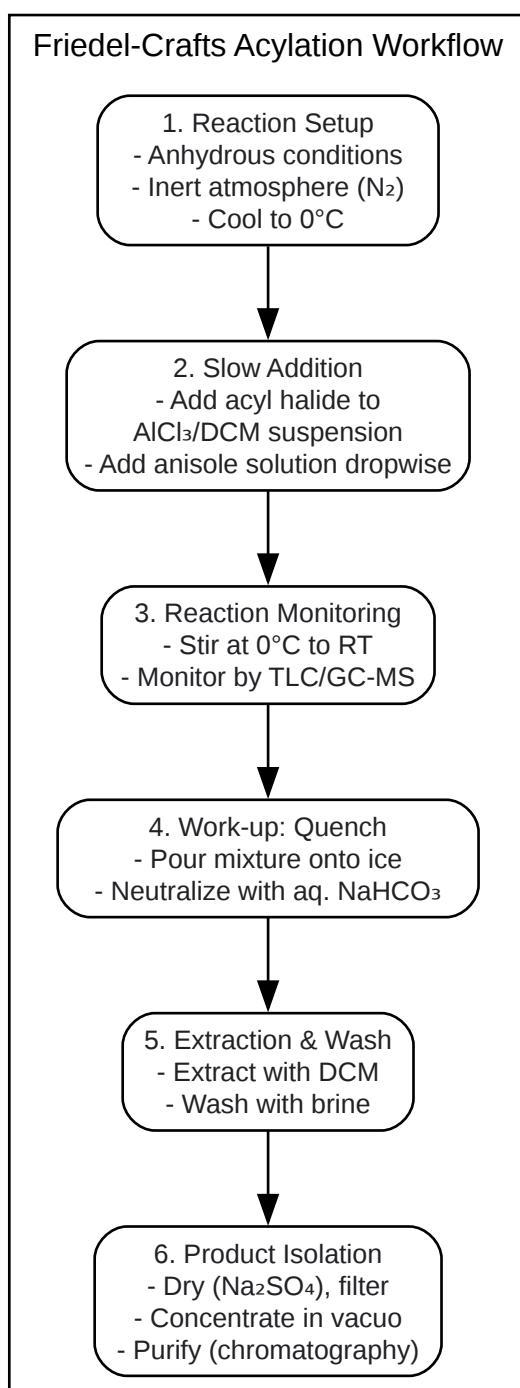 Friedel-Crafts Acylation Workflow
1. Reaction Setup
- Anhydrous conditions
- Inert atmosphere (N₂)
- Cool to 0°C
2. Slow Addition
- Add acyl halide to
AlCl₃/DCM suspension
- Add anisole solution dropwise
3. Reaction Monitoring
- Stir at 0°C to RT
- Monitor by TLC/GC-MS
4. Work-up: Quench
- Pour mixture onto ice
- Neutralize with aq. NaHCO₃
5. Extraction & Wash
- Extract with DCM
- Wash with brine
6. Product Isolation
- Dry (Na₂SO₄), filter
- Concentrate in vacuo
- Purify (chromatography)